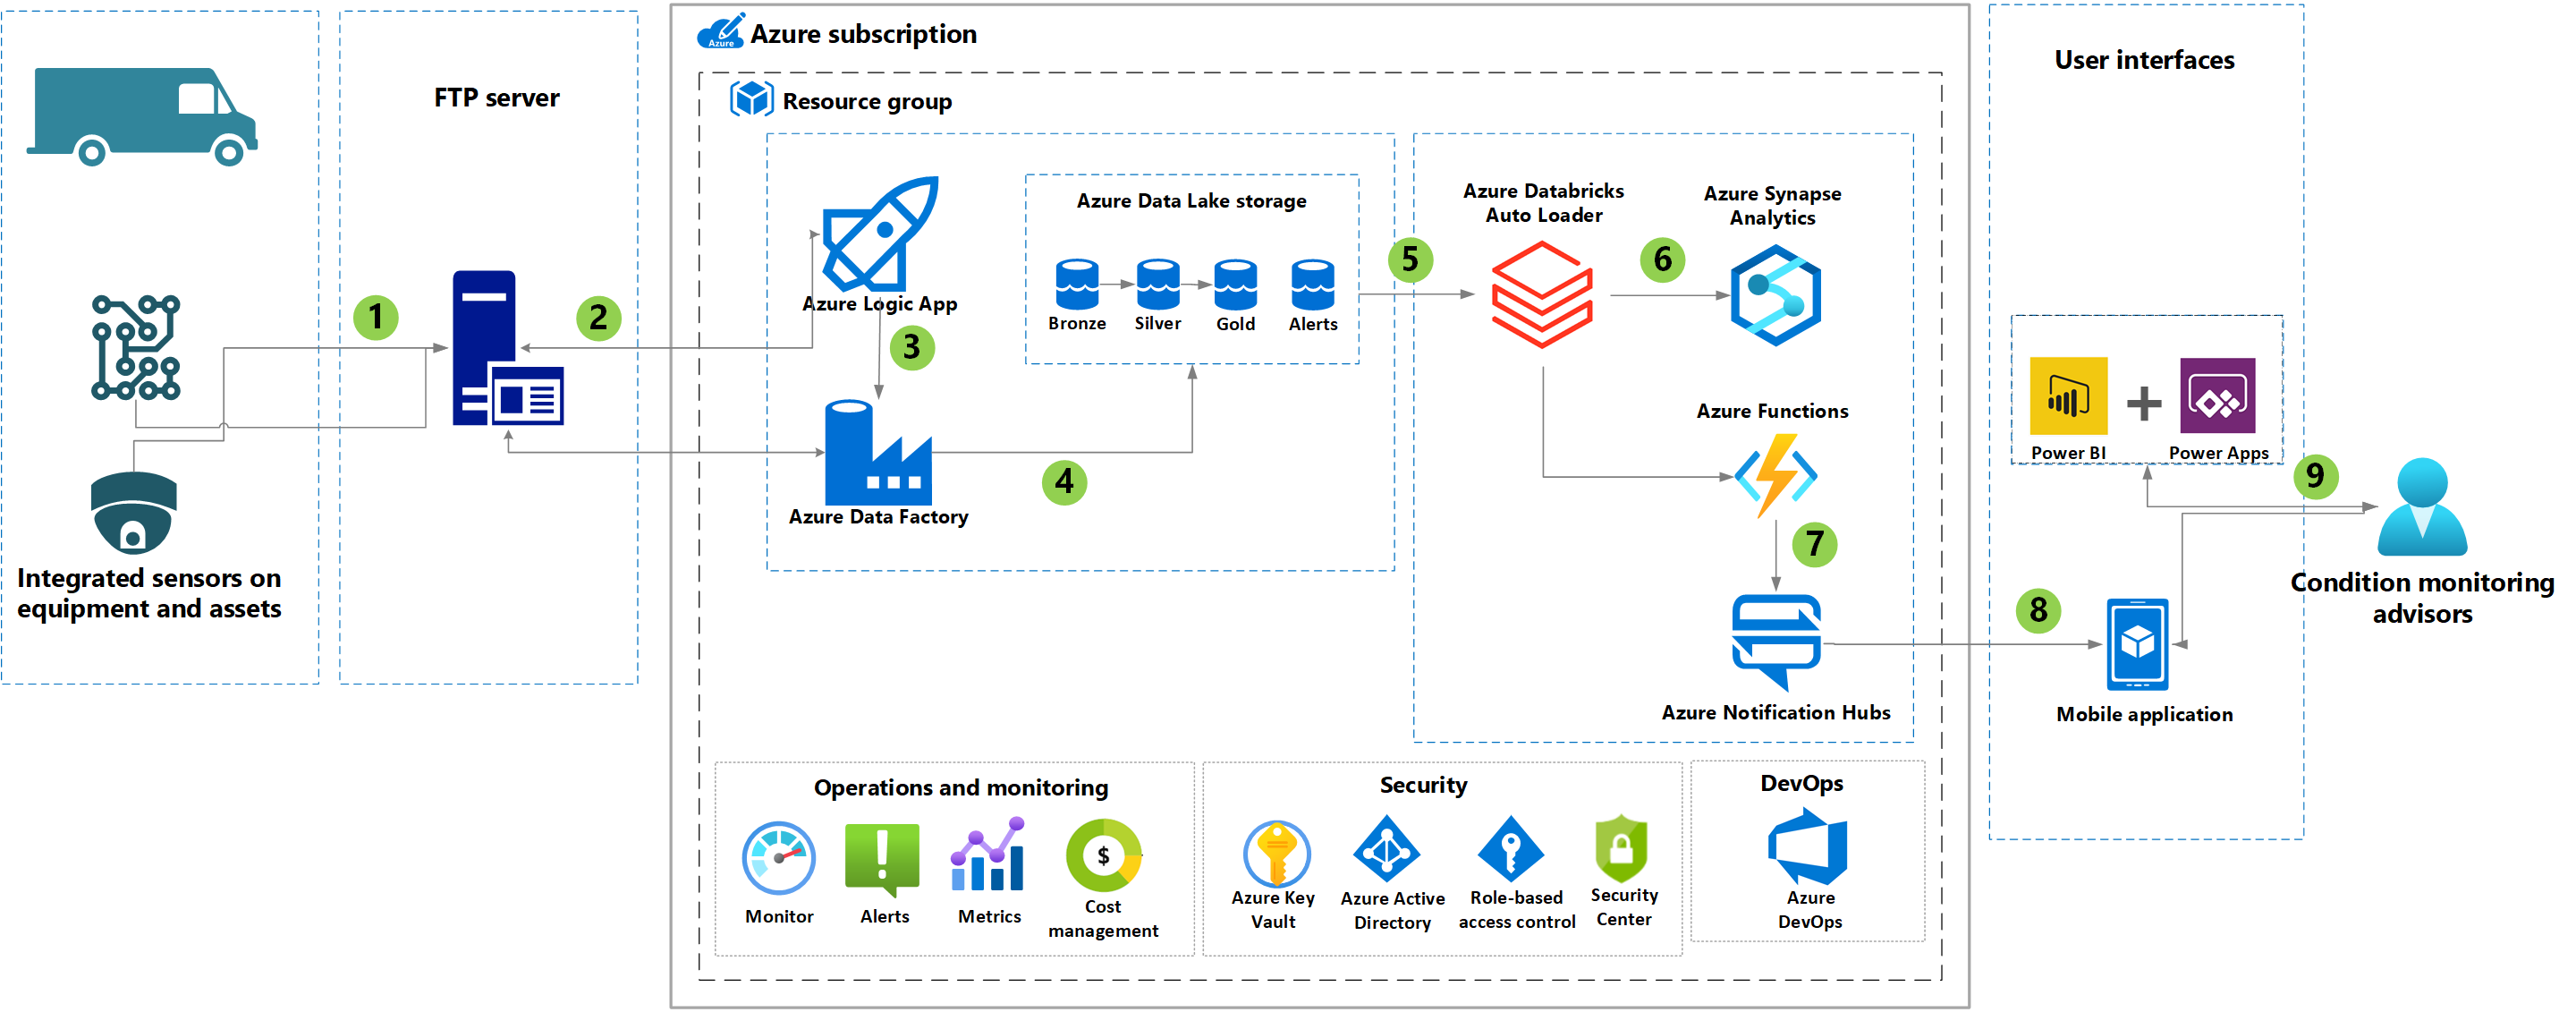 Integrated sensors on
equipment and assets
1
FTP server
2
Azure
Azure subscription
Resource group
Azure Logic App
3
Azure Data Factory
4
Azure Data Lake storage
Bronze
Silver
Gold
Alerts
5
Azure Databricks
Auto Loader
6
Azure Synapse
Analytics
Azure Functions
7
Azure Notification Hubs
Operations and monitoring
Monitor
Alerts
Metrics
$
Cost
management
Security
Azure Key
Vault
Azure Active
Directory
Role-based
access control
Security
Center
DevOps
Azure
DevOps
User interfaces
Power BI
Power Apps
8
Mobile application
9
Condition monitoring
advisors